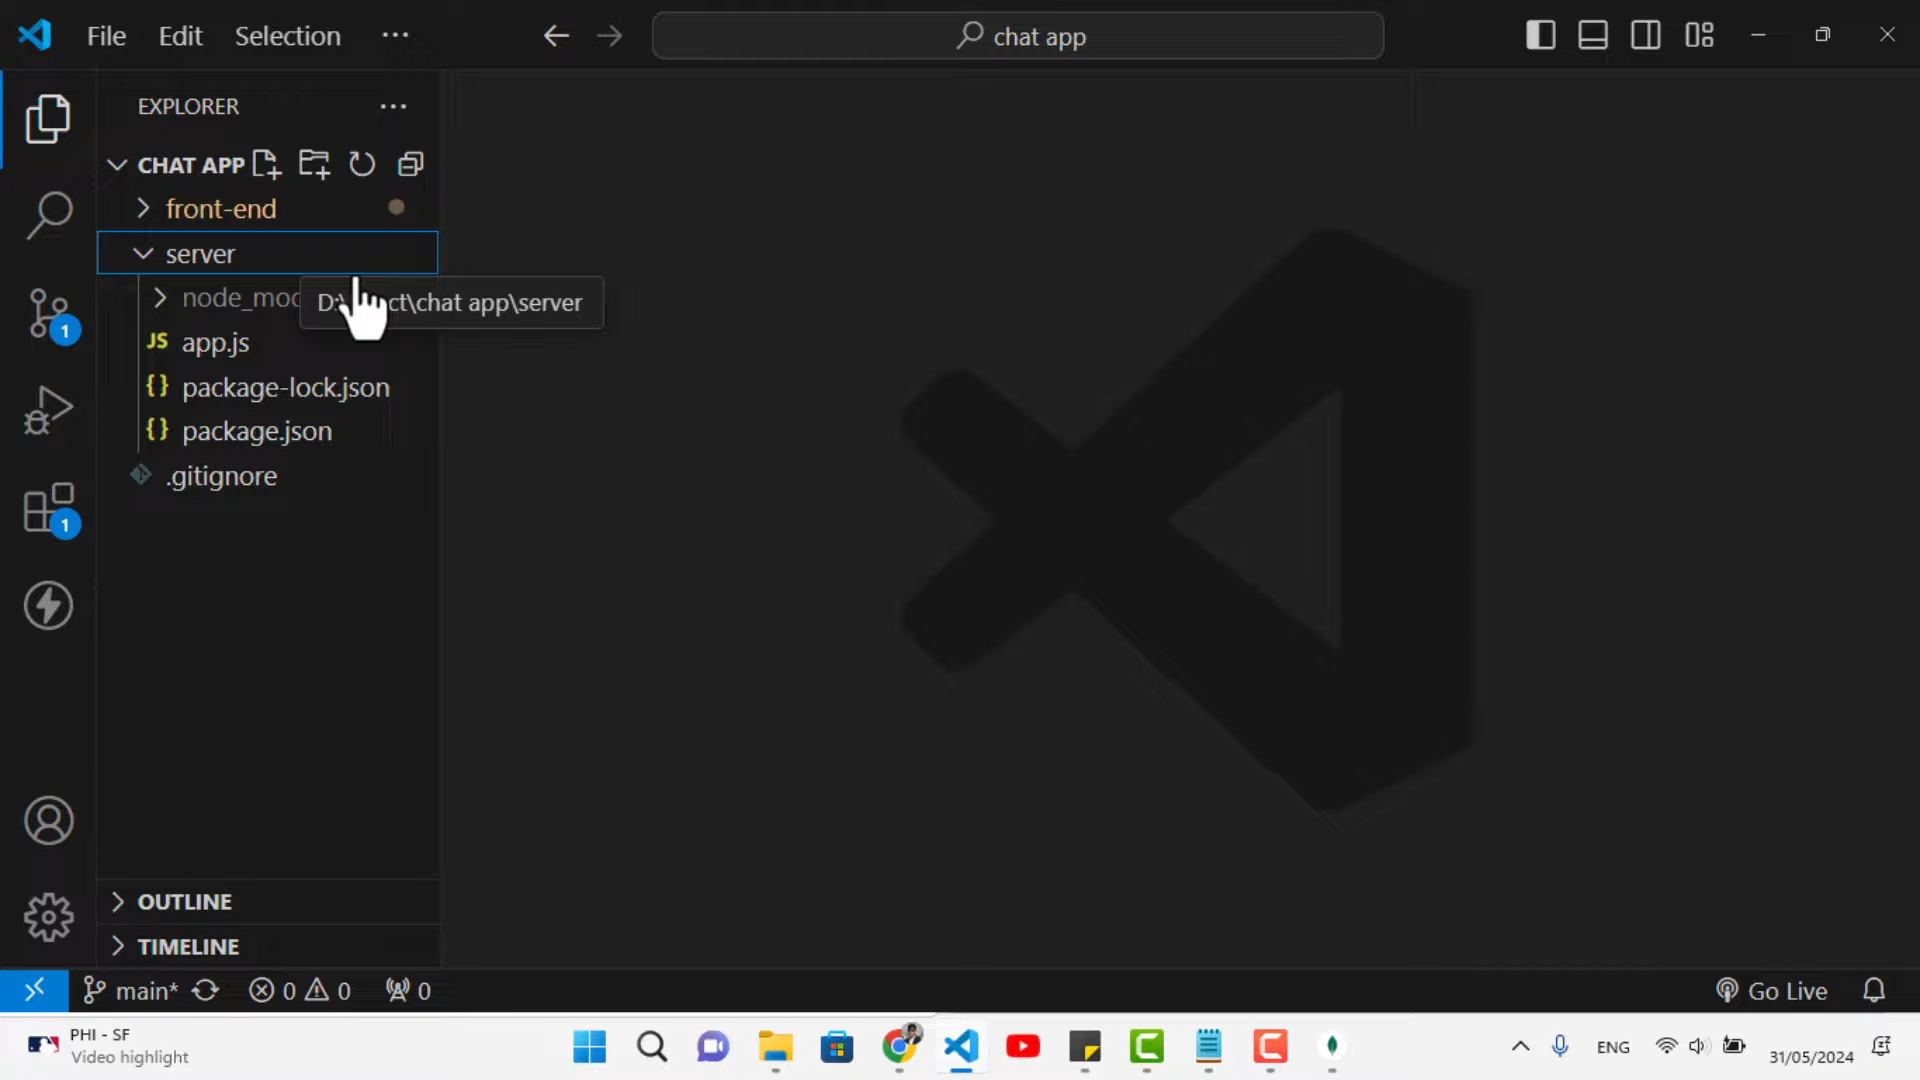 File Edit Selection ···
chat app
EXPLORER
CHAT APP
front-end
server
D:\ ct\chat app\server
JS app.js
{} package-lock.json
{} package.json
.gitignore
1
1
OUTLINE
TIMELINE
main* 0 0 0
Go Live
PHI - SF
Video highlight
ENG
31/05/2024